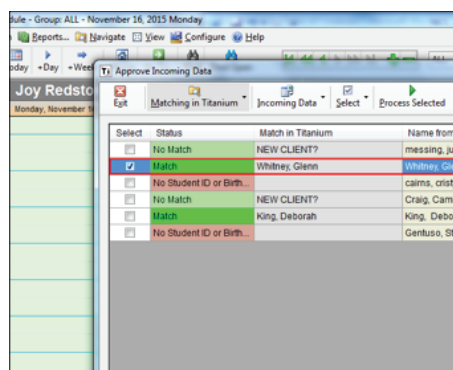 dule - Group: ALL - November 16, 2015 Monday
Reports... Navigate View Configure Help
oday +Day +Week
ALL
Approve Incoming Data
Joy Redsto
Exit Matching in Titanium Incoming Data Select Process Selected
Monday, November 1
Select Status Match in Titanium Name from
No Match NEW CLIENT? messing, ju
Match Whitney, Glenn Whitney, Gle
No Student ID or Birth... cairns, crist
No Match NEW CLIENT? Craig, Cam
Match King, Deborah King, Debo
No Student ID or Birth... Gentuso, St